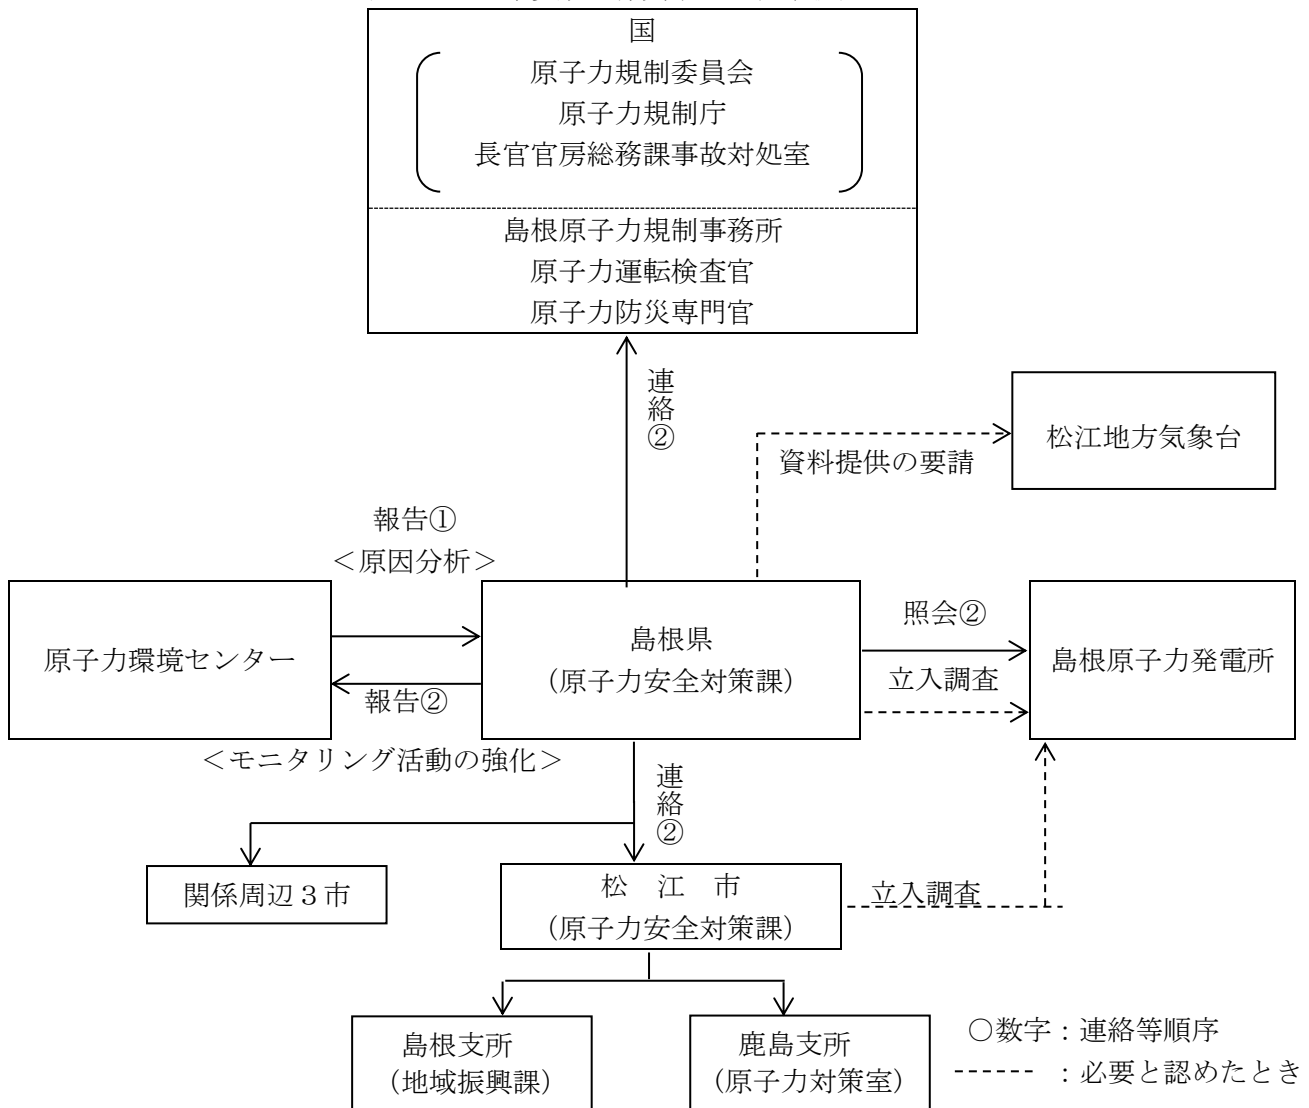 国
原子力規制委員会
原子力規制庁
長官官房総務課事故対処室
島根原子力規制事務所
原子力運転検査官
原子力防災専門官
連絡②
松江地方気象台
資料提供の要請
報告①
＜原因分析＞
原子力環境センター
島根県
（原子力安全対策課）
照会②
島根原子力発電所
立入調査
報告②
＜モニタリング活動の強化＞
連絡②
関係周辺３市
松　江　市
（原子力安全対策課）
立入調査
島根支所
（地域振興課）
鹿島支所
（原子力対策室）
○数字：連絡等順序
：必要と認めたとき